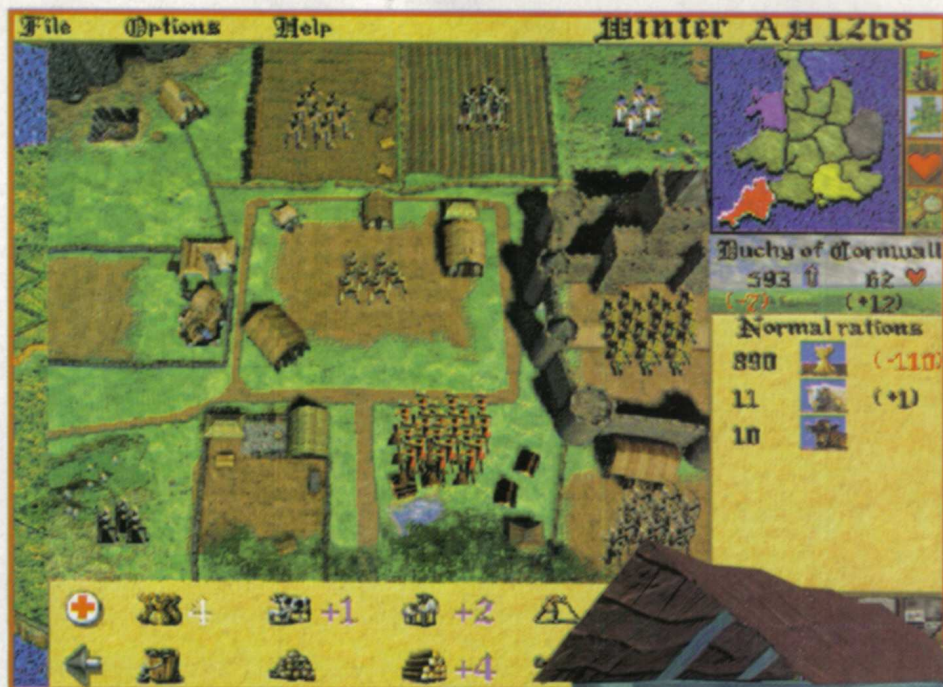 File Options Help Winter AD 1268
Duchy of Cornwall
593 62
(-7) (+12)
Normal rations
890 (-110)
11 (+1)
10
4 +1 +2
+4